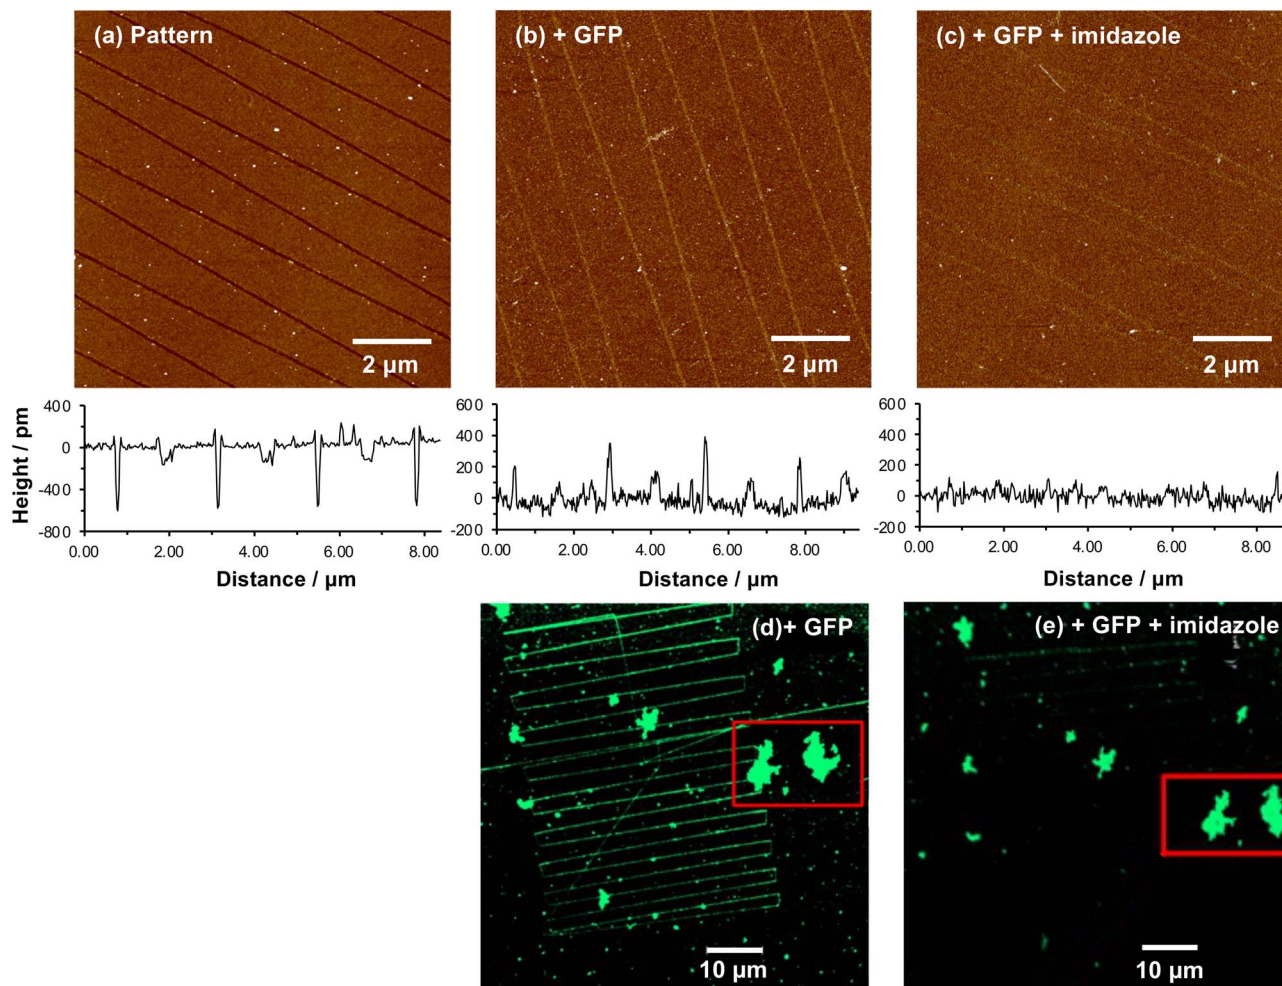 (a) Pattern
(b) + GFP
(c) + GFP + imidazole
2 µm
2 µm
2 µm
Height / pm
400
0
-400
-800
0.00 2.00 4.00 6.00 8.00
Distance / µm
600
400
200
0
-200
0.00 2.00 4.00 6.00 8.00
Distance / µm
600
400
200
0
-200
0.00 2.00 4.00 6.00 8.00
Distance / µm
(d)+ GFP
(e) + GFP + imidazole
10 µm
10 µm